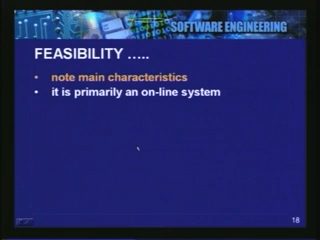 SOFTWARE ENGINEERING
FEASIBILITY …..
• note main characteristics
• it is primarily an on-line system
18